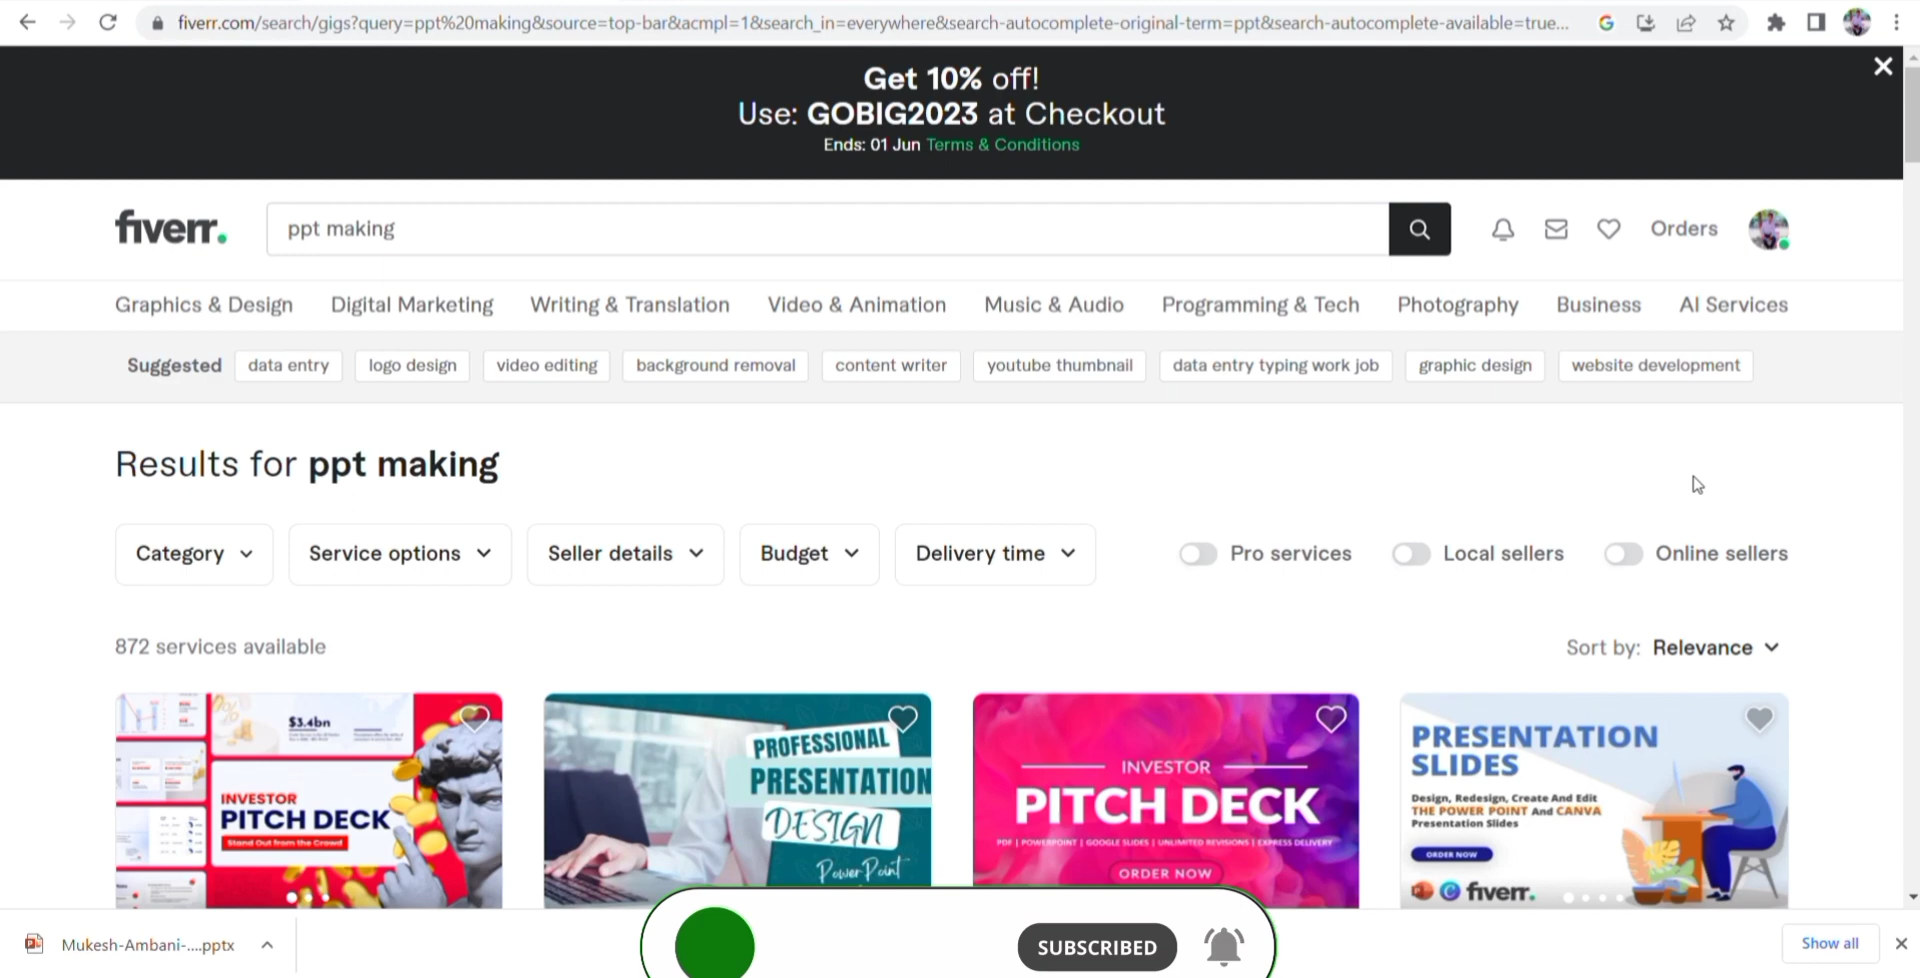 fiverr.com/search/gigs?query=ppt%20making&source=top-bar&acmpl=1&search_in=everywhere&search-autocomplete-original-term=ppt&search-autocomplete-available=true...
Get 10% off!
Use: GOBIG2023 at Checkout
Ends: 01 Jun Terms & Conditions
fiverr.
ppt making
Orders
Graphics & Design Digital Marketing Writing & Translation Video & Animation Music & Audio Programming & Tech Photography Business AI Services
Suggested data entry logo design video editing background removal content writer youtube thumbnail data entry typing work job graphic design website development
Results for ppt making
Category Service options Seller details Budget Delivery time Pro services Local sellers Online sellers
872 services available
Sort by: Relevance
$3.4bn
INVESTOR
PITCH DECK
Stand Out from the Crowd
PROFESSIONAL
PRESENTATION
DESIGN
PowerPoint
INVESTOR
PITCH DECK
PDF | POWERPOINT | GOOGLE SLIDES | UNLIMITED REVISIONS | EXPRESS DELIVERY
ORDER NOW
PRESENTATION
SLIDES
Design, Redesign, Create And Edit
THE POWER POINT And CANVA
Presentation Slides
ORDER NOW
fiverr.
Mukesh-Ambani-....pptx
SUBSCRIBED
Show all